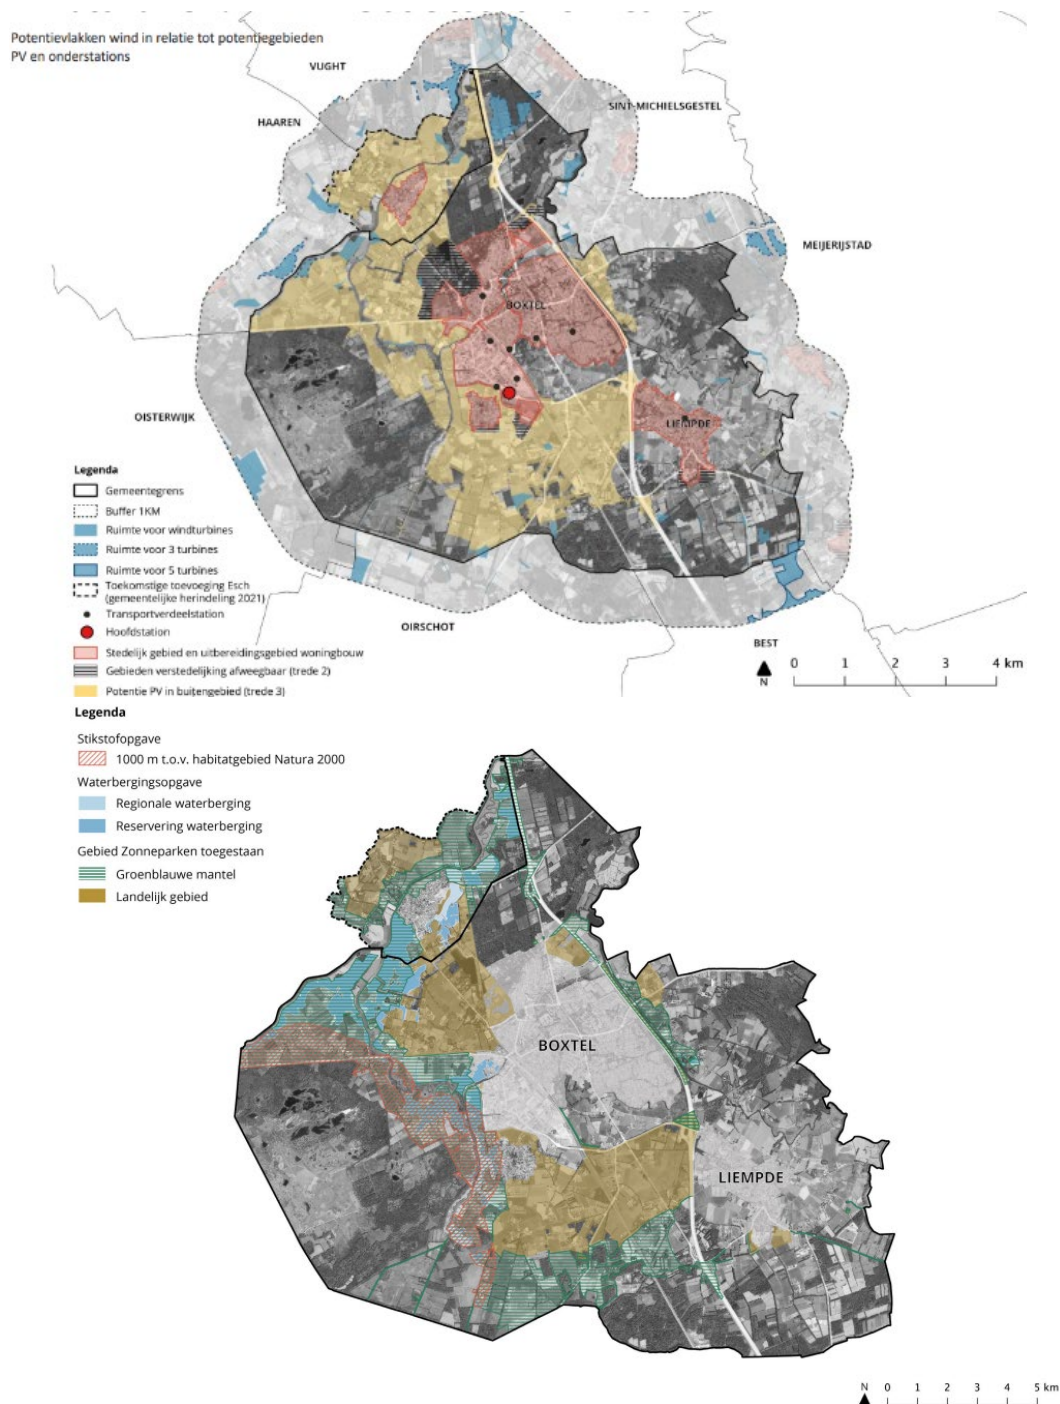 Potentievlakken wind in relatie tot potentiegebieden
PV en onderstations
VUGHT
HAAREN
SINT-MICHIELSGESTEL
MEIJERIJSTAD
BOXTEL
OISTERWIJK
LIEMPDE
OIRSCHOT
BEST
Legenda
Gemeentegrens
Buffer 1KM
Ruimte voor windturbines
Ruimte voor 3 turbines
Ruimte voor 5 turbines
Toekomstige toevoeging Esch
(gemeentelijke herindeling 2021)
Transportverdeelstation
Hoofdstation
Stedelijk gebied en uitbereidingsgebied woningbouw
Gebieden verstedelijking afweegbaar (trede 2)
Potentie PV in buitengebied (trede 3)
N
0 1 2 3 4 km
Legenda
Stikstofopgave
1000 m t.o.v. habitatgebied Natura 2000
Waterbergingsopgave
Regionale waterberging
Reservering waterberging
Gebied Zonneparken toegestaan
Groenblauwe mantel
Landelijk gebied
BOXTEL
LIEMPDE
N 0 1 2 3 4 5 km